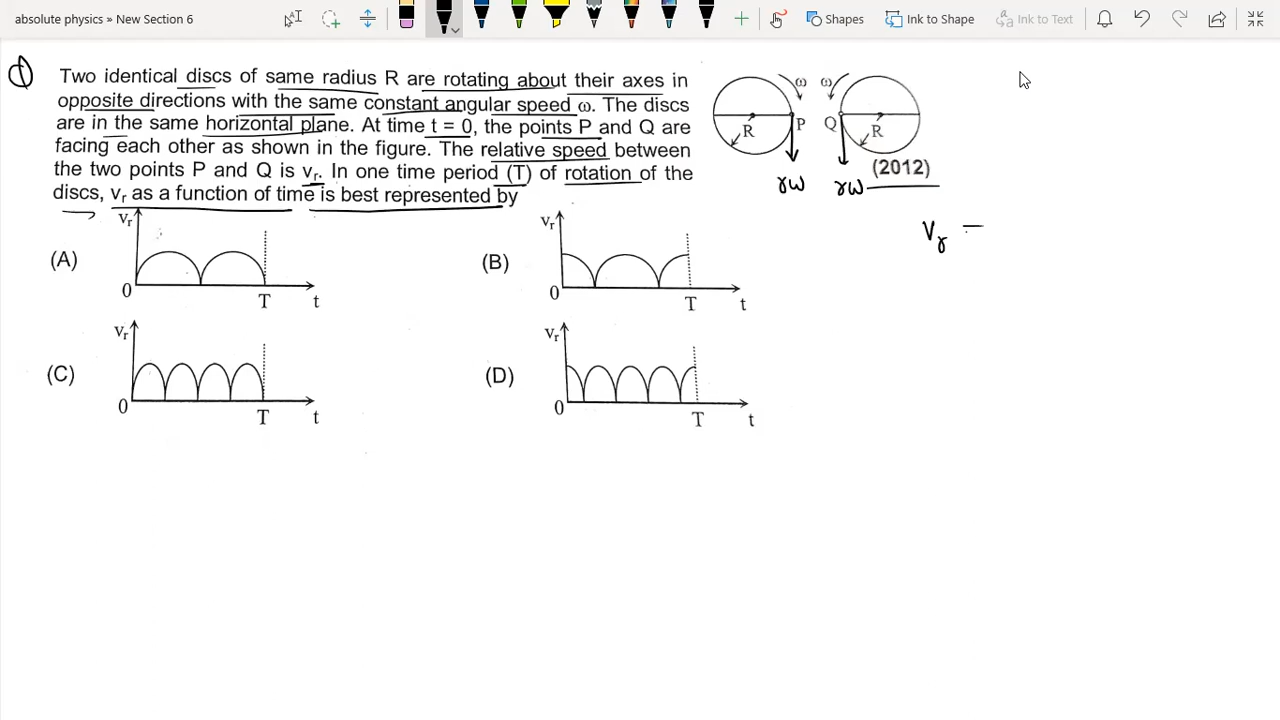 absolute physics » New Section 6
Shapes
Ink to Shape
Ink to Text
①
Two identical discs of same radius R are rotating about their axes in
opposite directions with the same constant angular speed ω. The discs
are in the same horizontal plane. At time t = 0, the points P and Q are
facing each other as shown in the figure. The relative speed between
the two points P and Q is vᵣ. In one time period (T) of rotation of the
discs, vᵣ as a function of time is best represented by
ω ω
R P Q R
(2012)
rω rω
vᵣ =
(A) vᵣ 0 T t
(B) vᵣ 0 T t
(C) vᵣ 0 T t
(D) vᵣ 0 T t